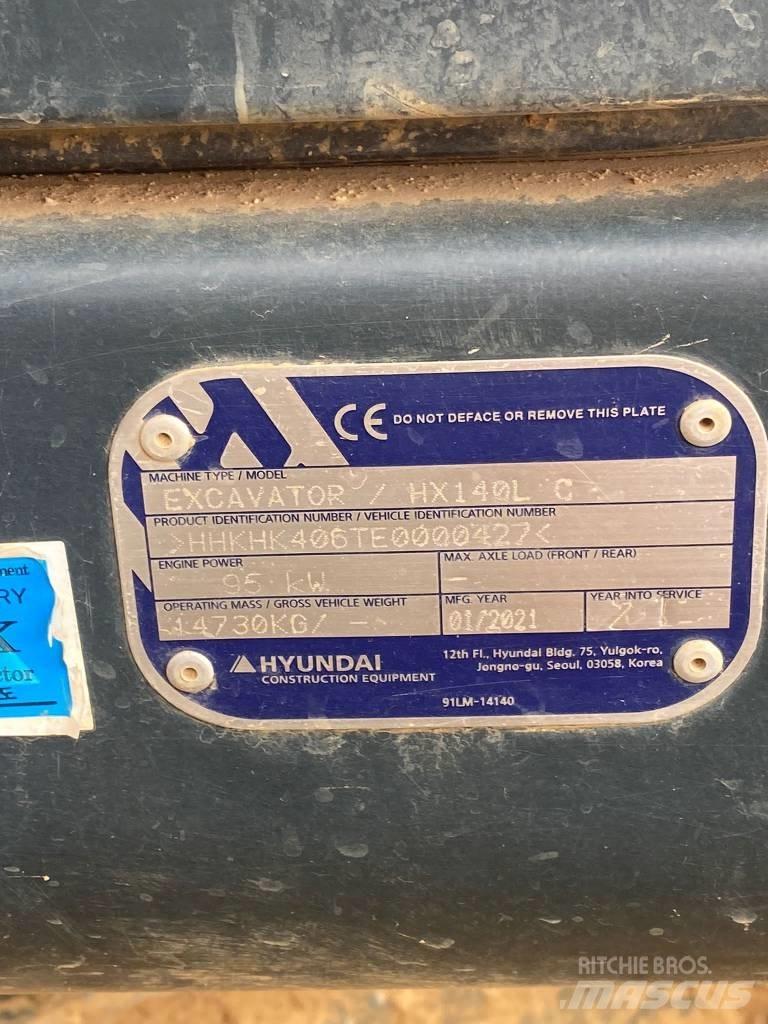 CE DO NOT DEFACE OR REMOVE THIS PLATE
MACHINE TYPE / MODEL
EXCAVATOR / HX140L C
PRODUCT IDENTIFICATION NUMBER / VEHICLE IDENTIFICATION NUMBER
>HHKHK406TE0000427<
ENGINE POWER
95 kW
MAX. AXLE LOAD (FRONT / REAR)
-
OPERATING MASS / GROSS VEHICLE WEIGHT
14730KG/ -
MFG. YEAR
01/2021
YEAR INTO SERVICE
HYUNDAI
CONSTRUCTION EQUIPMENT
12th Fl., Hyundai Bldg. 75, Yulgok-ro,
Jongno-gu, Seoul, 03058, Korea
91LM-14140
RITCHIE BROS.
MASCUS